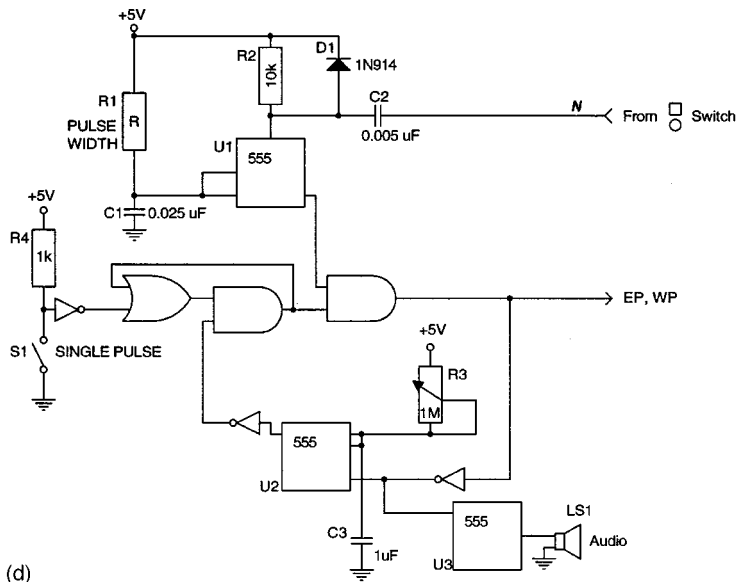 +5V
D1
1N914
R2
10k
C2
0.005 uF
N
From Switch
R1
R
PULSE
WIDTH
U1
555
C1
0.025 uF
+5V
R4
1k
S1
SINGLE PULSE
EP, WP
+5V
R3
1M
555
U2
C3
1uF
555
U3
LS1
Audio
(d)